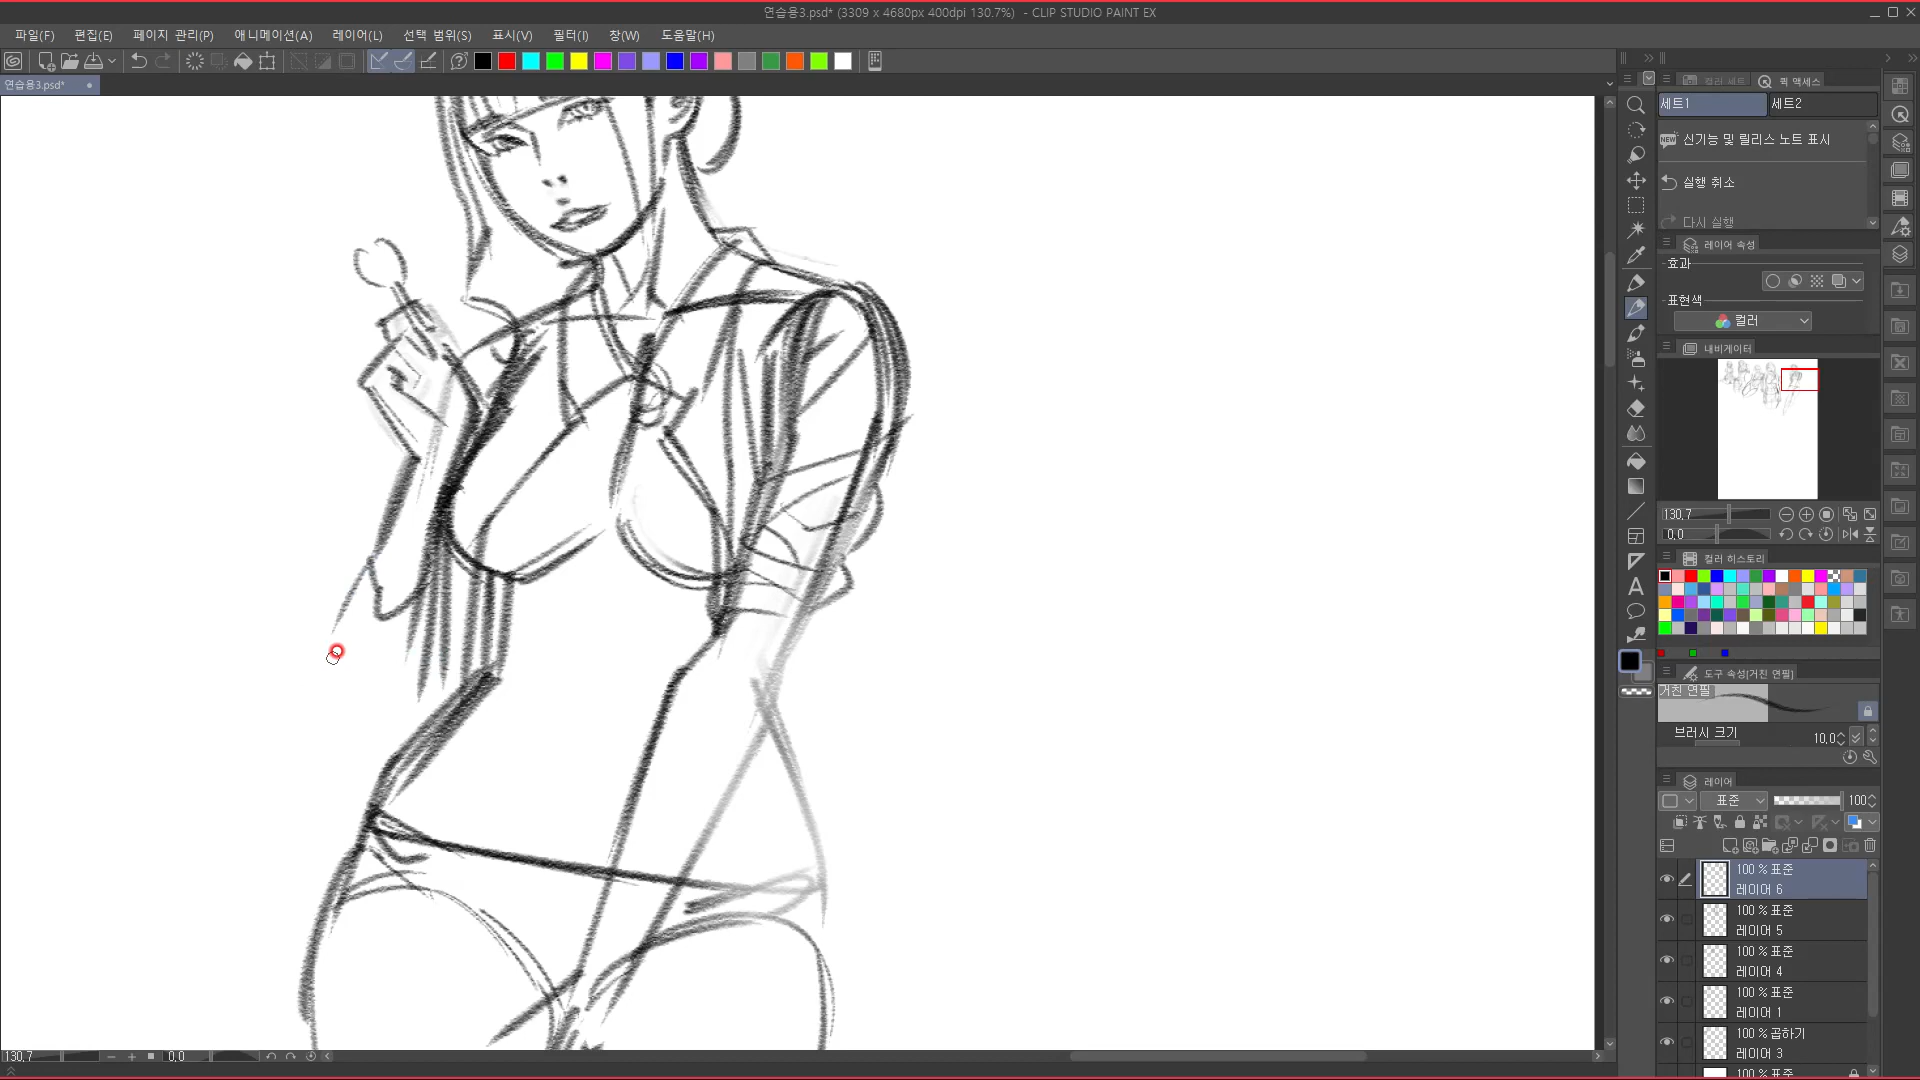 연습용3.psd* (3309 x 4680px 400dpi 130.7%)  - CLIP STUDIO PAINT EX
파일(F) 편집(E) 페이지 관리(P) 애니메이션(A) 레이어(L) 선택 범위(S) 표시(V) 필터(I) 창(W) 도움말(H)
연습용3.psd*
컬러 세트 퀵 액세스
세트1 세트2
NEW 신기능 및 릴리스 노트 표시
실행 취소
다시 실행
레이어 속성
효과
표현색
컬러
내비게이터
130.7
0.0
컬러 히스토리
도구 속성[거친 연필]
거친 연필
브러시 크기 10.0
레이어
표준 100
100 % 표준
레이어 6
100 % 표준
레이어 5
100 % 표준
레이어 4
100 % 표준
레이어 1
100 % 곱하기
레이어 3
100 % 표준
130.7 0.0